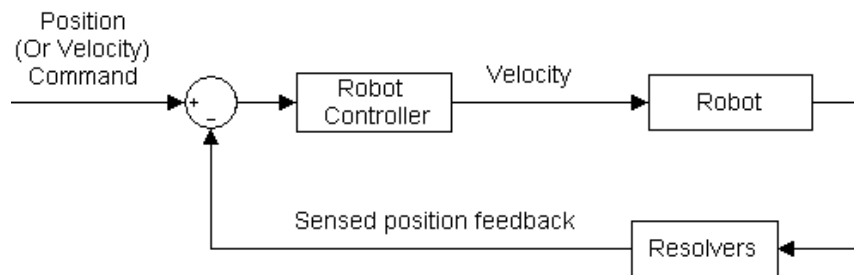 Position
(Or Velocity)
Command
+
−
Robot
Controller
Velocity
Robot
Sensed position feedback
Resolvers